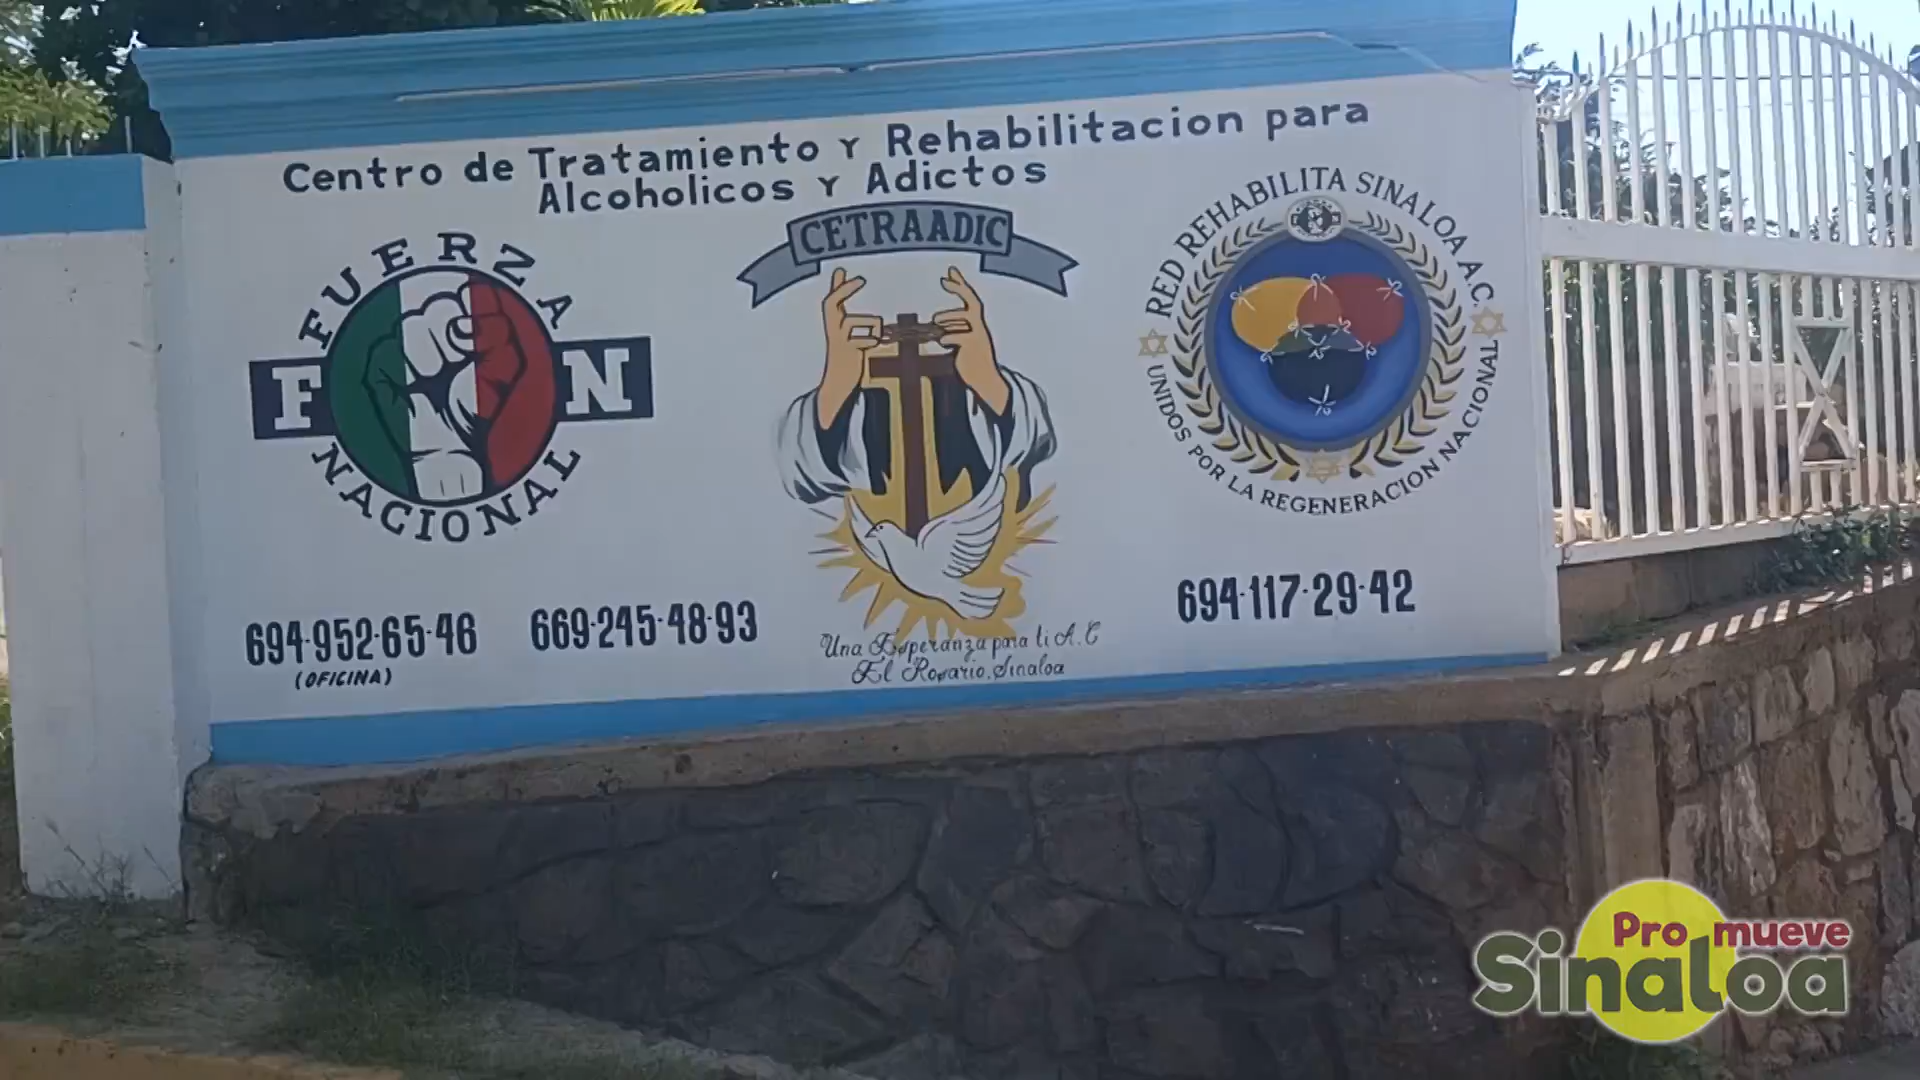 Centro de Tratamiento y Rehabilitacion para
Alcoholicos y Adictos
FUERZA
F N
NACIONAL
CETRAADIC
RED REHABILITA SINALOA A.C.
UNIDOS POR LA REGENERACION NACIONAL
694-952-65-46
(OFICINA)
669-245-48-93
Una Esperanza para ti A.C
El Rosario, Sinaloa
694-117-29-42
Pro mueve
Sinaloa